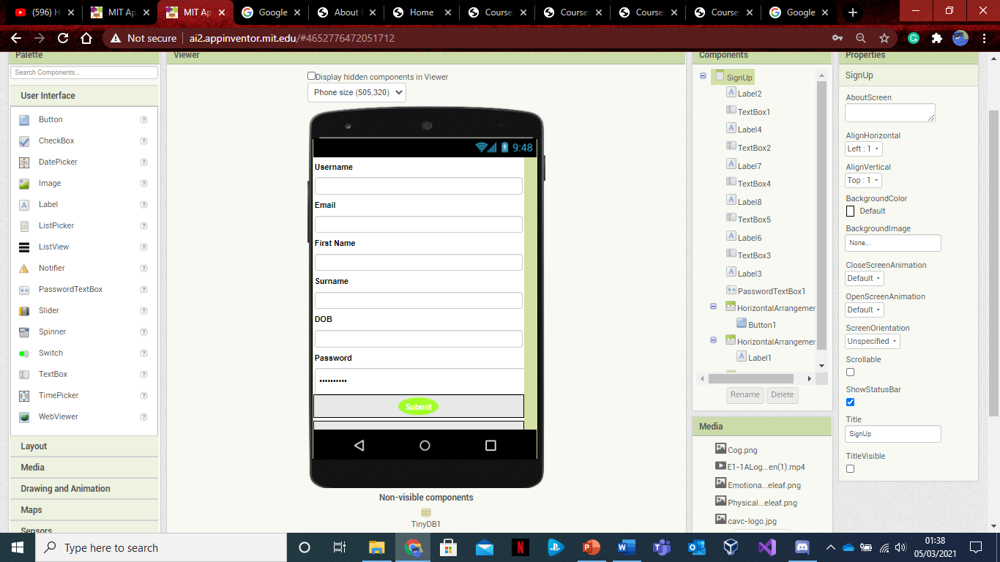 (596) H
MIT Ap
MIT Ap
Google
About
Home
Course
Course
Course
Course
Google
Not secure
ai2.appinventor.mit.edu/#4652776472051712
Palette
Search Components...
User Interface
Button
CheckBox
DatePicker
Image
Label
ListPicker
ListView
Notifier
PasswordTextBox
Slider
Spinner
Switch
TextBox
TimePicker
WebViewer
Layout
Media
Drawing and Animation
Maps
Sensors
Viewer
Display hidden components in Viewer
Phone size (505,320)
9:48
Username
Email
First Name
Surname
DOB
Password
••••••••••
Submit
Non-visible components
TinyDB1
Components
SignUp
Label2
TextBox1
Label4
TextBox2
Label7
TextBox4
Label8
TextBox5
Label6
TextBox3
Label3
PasswordTextBox1
HorizontalArrangemer
Button1
HorizontalArrangemer
Label1
Rename
Delete
Media
Cog.png
E1-1ALog...en(1).mp4
Emotiona...eleaf.png
Physical...eleaf.png
cavc-logo.jpg
Properties
SignUp
AboutScreen
AlignHorizontal
Left : 1
AlignVertical
Top : 1
BackgroundColor
Default
BackgroundImage
None...
CloseScreenAnimation
Default
OpenScreenAnimation
Default
ScreenOrientation
Unspecified
Scrollable
ShowStatusBar
Title
SignUp
TitleVisible
Type here to search
01:38
05/03/2021